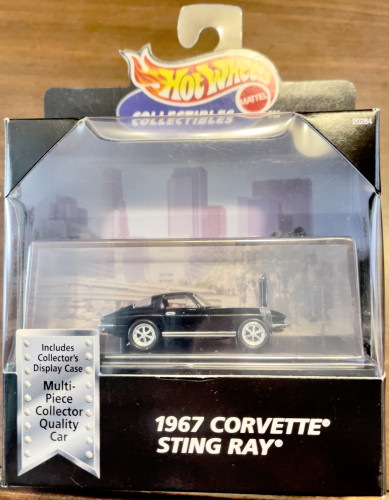 Hot Wheels
MATTEL
COLLECTIBLES
20284
Includes
Collector's
Display Case
Multi-
Piece
Collector
Quality
Car
1967 CORVETTE®
STING RAY®